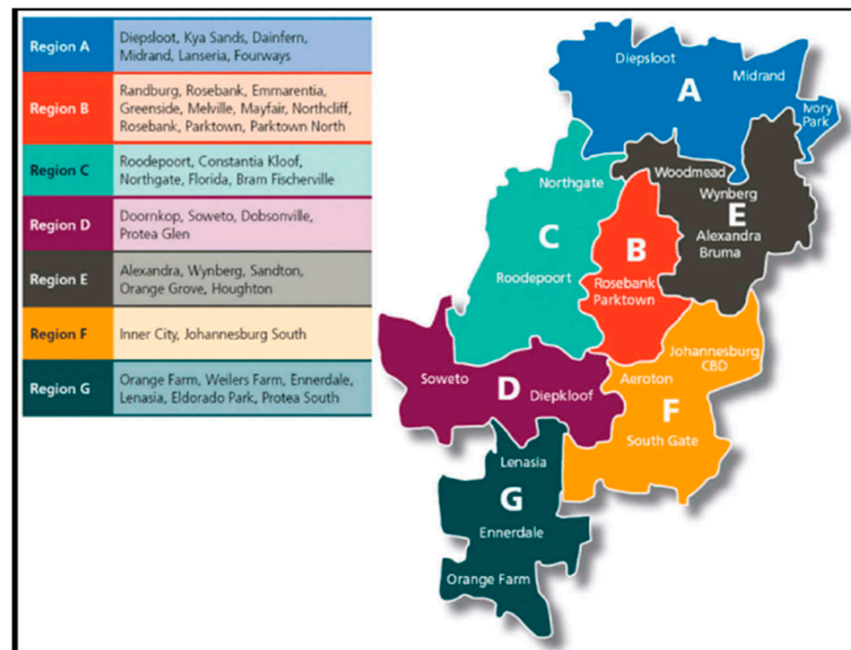 Region A
Diepsloot, Kya Sands, Dainfern,
Midrand, Lanseria, Fourways
Region B
Randburg, Rosebank, Emmarentia,
Greenside, Melville, Mayfair, Northcliff,
Rosebank, Parktown, Parktown North
Region C
Roodepoort, Constantia Kloof,
Northgate, Florida, Bram Fischerville
Region D
Doornkop, Soweto, Dobsonville,
Protea Glen
Region E
Alexandra, Wynberg, Sandton,
Orange Grove, Houghton
Region F
Inner City, Johannesburg South
Region G
Orange Farm, Weilers Farm, Ennerdale,
Lenasia, Eldorado Park, Protea South
Diepsloot
Midrand
A
Ivory
Park
Woodmead
Northgate
Wynberg
E
C
B
Alexandra
Bruma
Roodepoort
Rosebank
Parktown
Johannesburg
CBD
Soweto
D
Diepkloof
Aeroton
F
South Gate
Lenasia
G
Ennerdale
Orange Farm